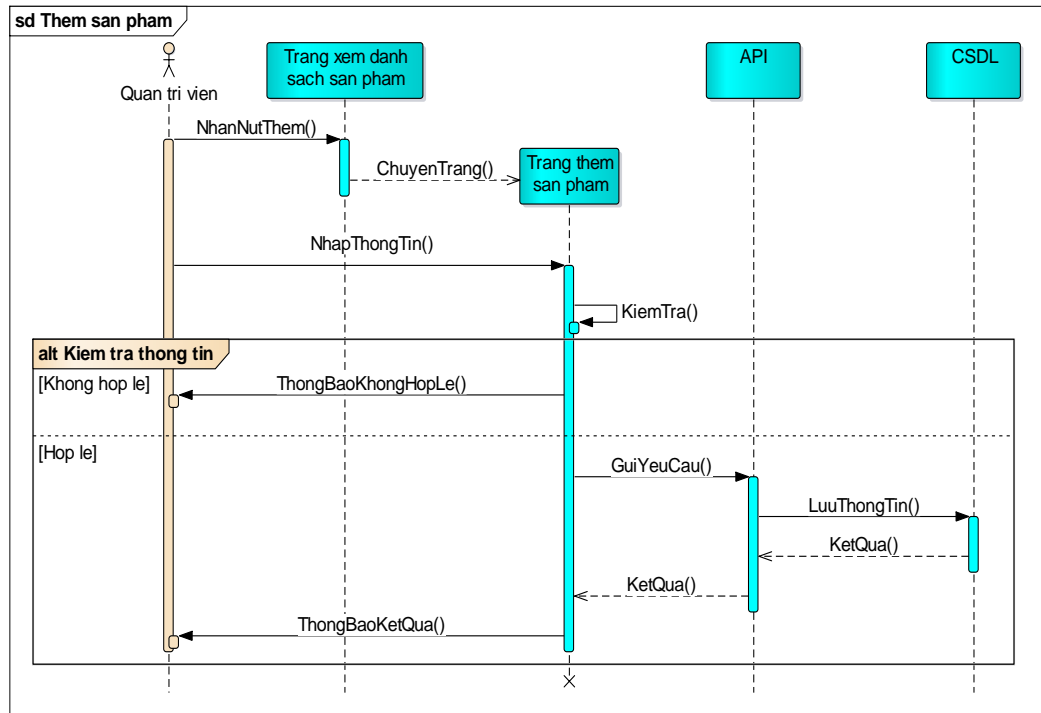 sd Them san pham
Quan tri vien
Trang xem danh
sach san pham
API
CSDL
NhanNutThem()
ChuyenTrang()
Trang them
san pham
NhapThongTin()
KiemTra()
alt Kiem tra thong tin
[Khong hop le]
ThongBaoKhongHopLe()
[Hop le]
GuiYeuCau()
LuuThongTin()
KetQua()
KetQua()
ThongBaoKetQua()